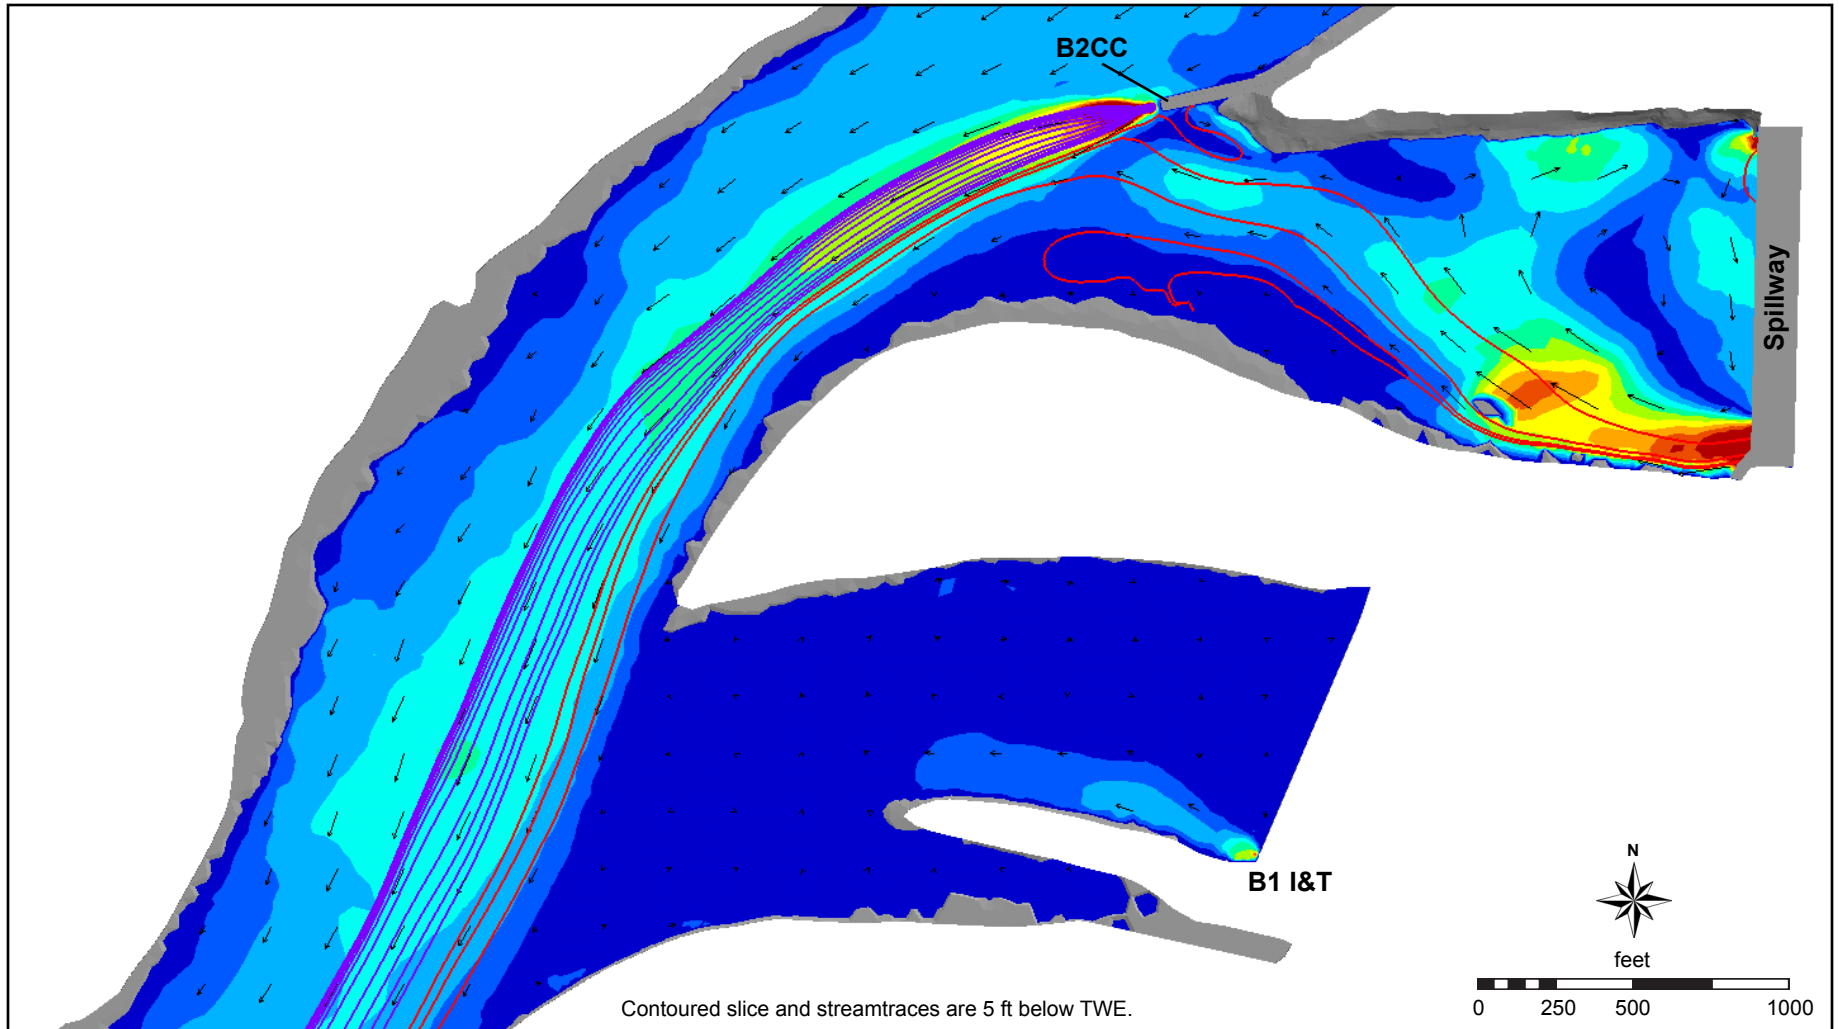 B2CC
Spillway
B1 I&T
N
feet
0 250 500 1000
Contoured slice and streamtraces are 5 ft below TWE.